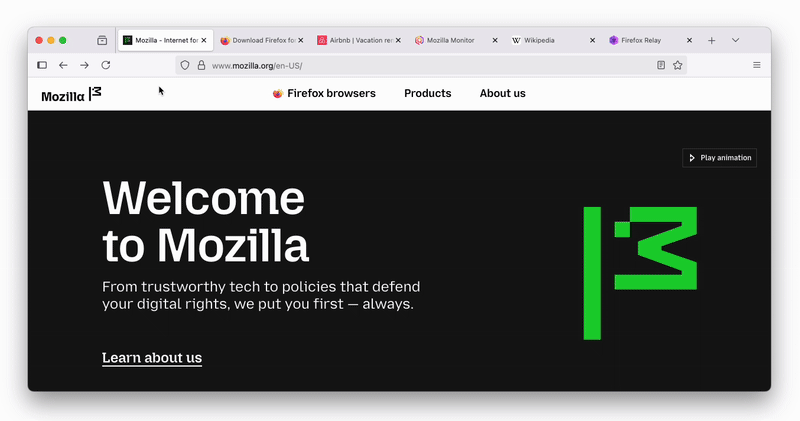 Mozilla – Internet for
Download Firefox for
Airbnb | Vacation ren
Mozilla Monitor
Wikipedia
Firefox Relay
www.mozilla.org/en-US/
Mozilla
Firefox browsers
Products
About us
Play animation
Welcome
to Mozilla
From trustworthy tech to policies that defend
your digital rights, we put you first — always.
Learn about us